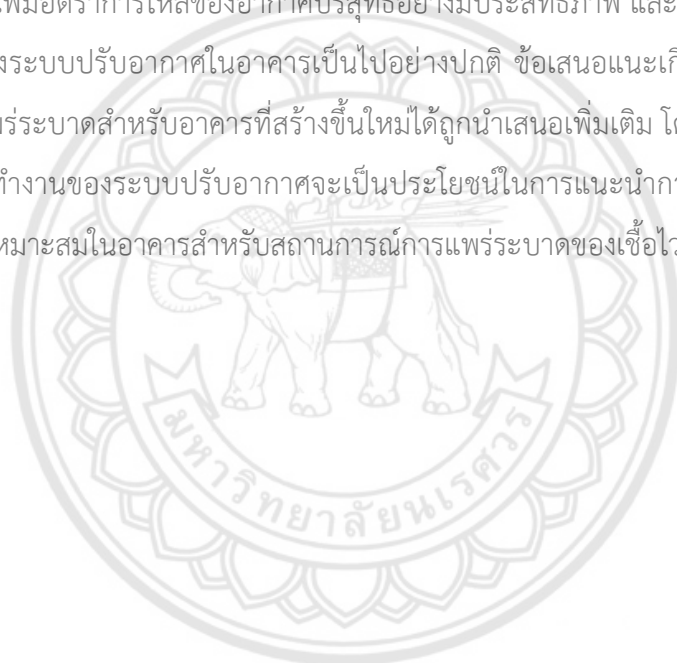 เพิ่มอัตราการไหลของอากาศบริสุทธิ์อย่างมีประสิทธิภาพ และ
งระบบปรับอากาศในอาคารเป็นไปอย่างปกติ ข้อเสนอแนะเกี
พร่ระบาดสำหรับอาคารที่สร้างขึ้นใหม่ได้ถูกนำเสนอเพิ่มเติม โด
ทำงานของระบบปรับอากาศจะเป็นประโยชน์ในการแนะนำกา
หมาะสมในอาคารสำหรับสถานการณ์การแพร่ระบาดของเชื้อไว
มหาวิทยาลัยนเรศวร